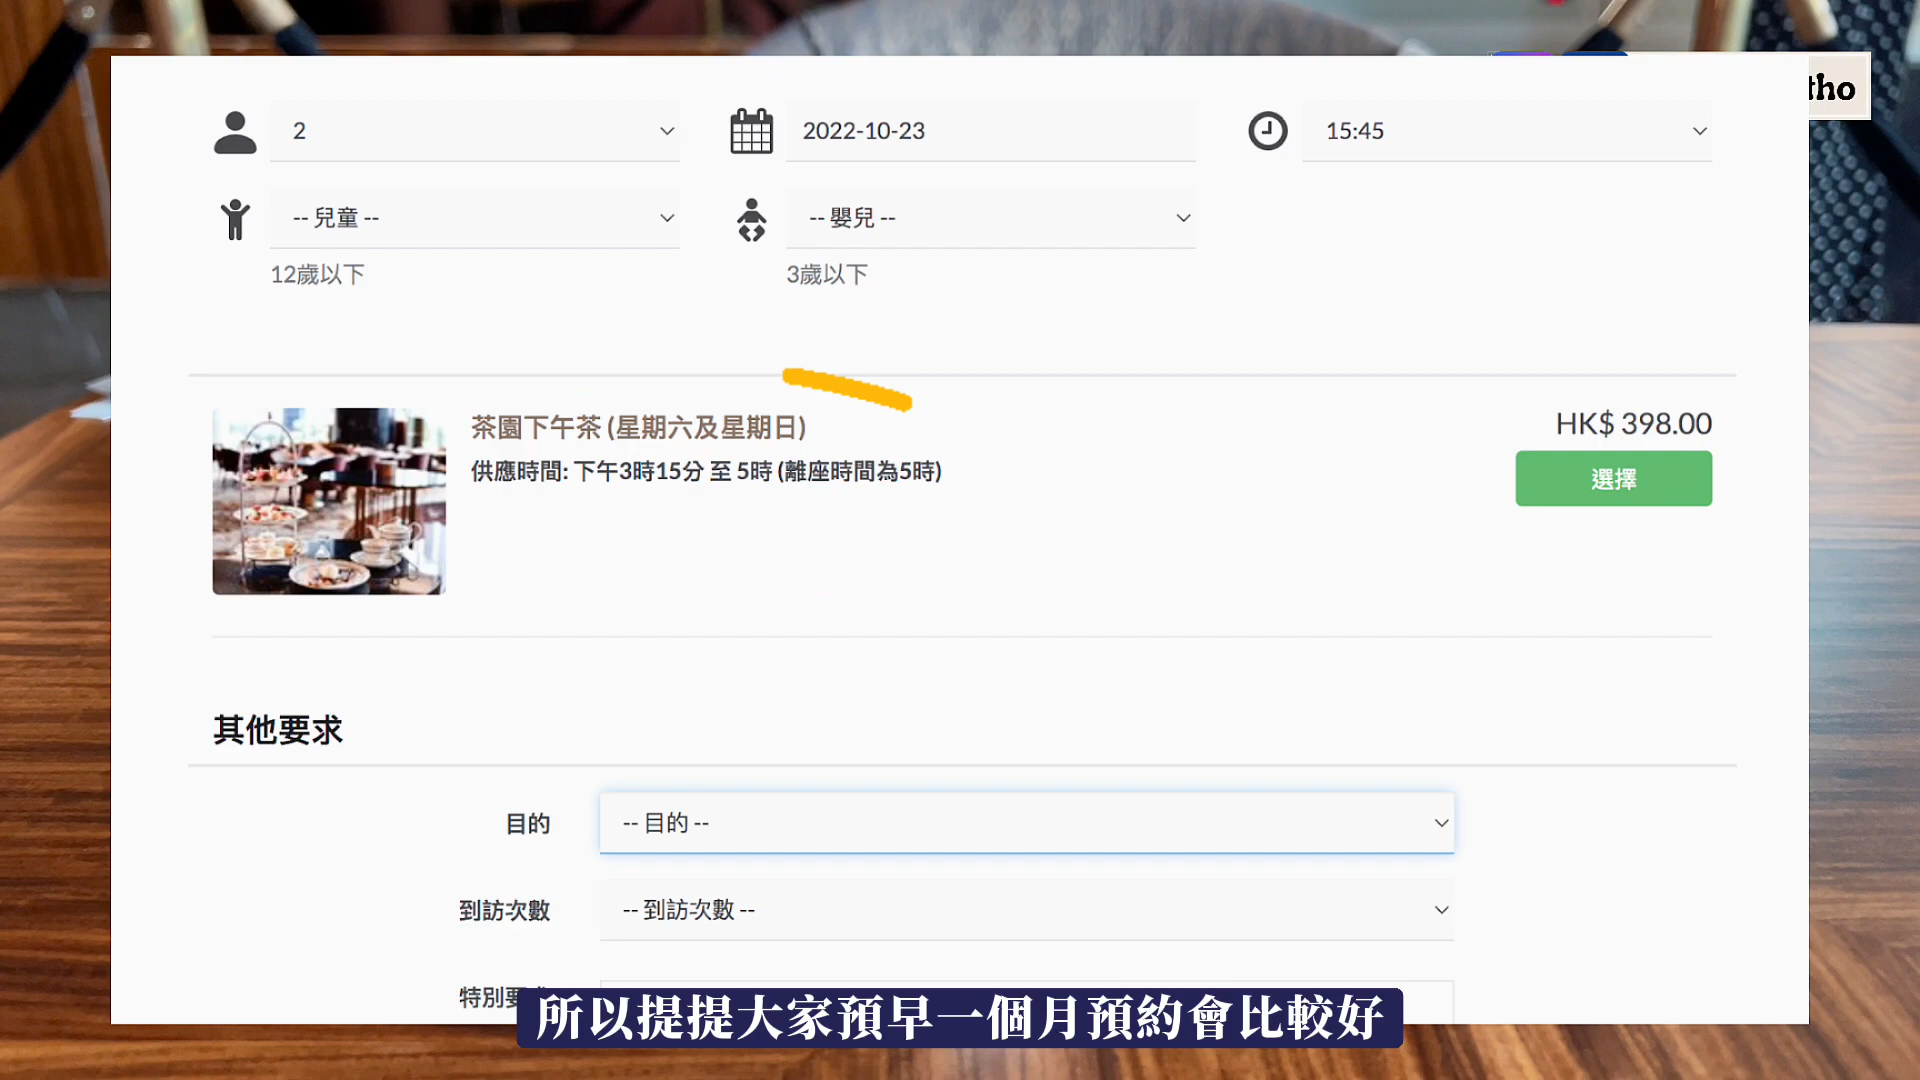 tho
2
2022-10-23
15:45
-- 兒童 --
-- 嬰兒 --
12歲以下
3歲以下
茶園下午茶 (星期六及星期日)
HK$ 398.00
供應時間: 下午3時15分 至 5時 (離座時間為5時)
選擇
其他要求
目的
-- 目的 --
到訪次數
-- 到訪次數 --
特別要
所以提提大家預早一個月預約會比較好